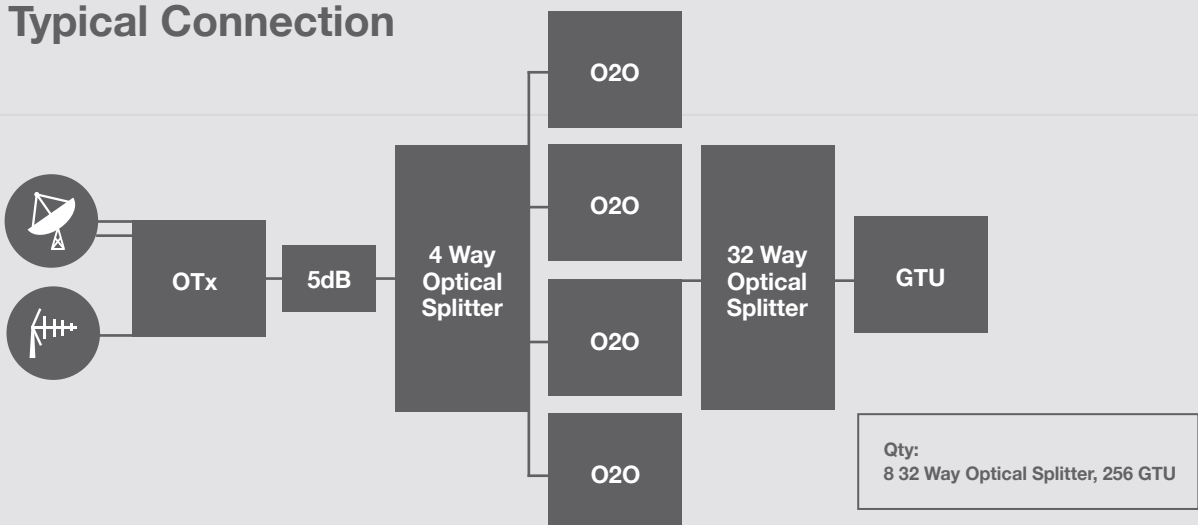 Typical Connection
O2O
O2O
O2O
O2O
OTx
5dB
4 Way
Optical
Splitter
32 Way
Optical
Splitter
GTU
Qty:
8 32 Way Optical Splitter, 256 GTU